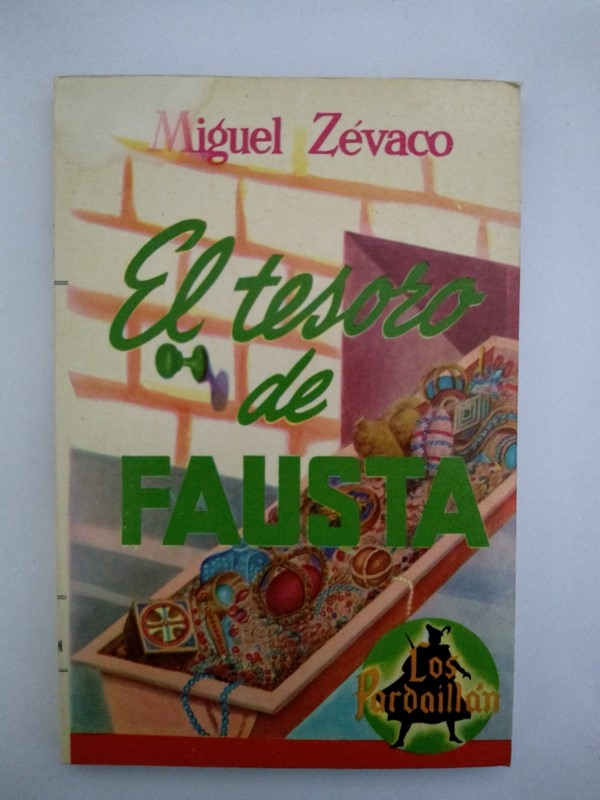 Miguel Zévaco
El tesoro
de
FAUSTA
Los
Pardaillán